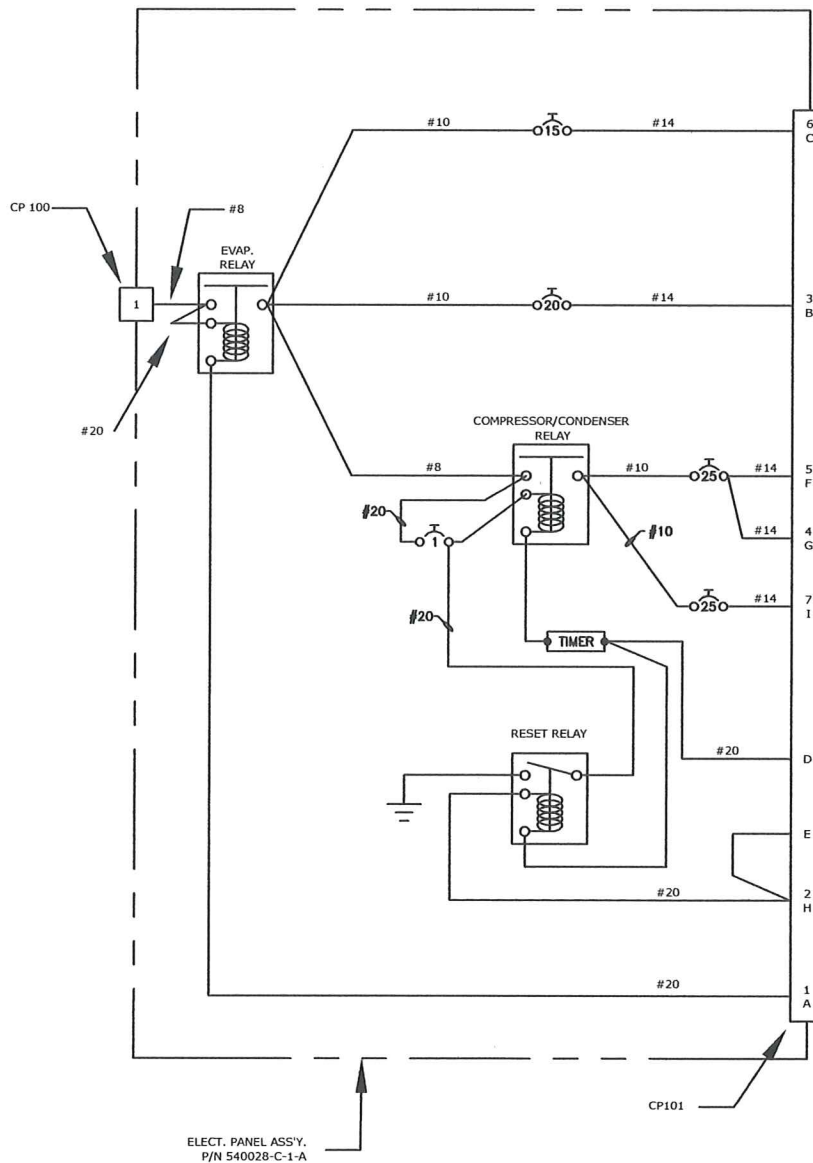 #10
15
#14
6
C
CP 100
#8
EVAP.
RELAY
1
#10
20
#14
3
B
#20
COMPRESSOR/CONDENSER
RELAY
#8
#10
25
#14
5
F
#20
1
#10
#14
4
G
25
#14
7
I
#20
TIMER
RESET RELAY
#20
D
E
#20
2
H
#20
1
A
CP101
ELECT. PANEL ASS'Y.
P/N 540028-C-1-A